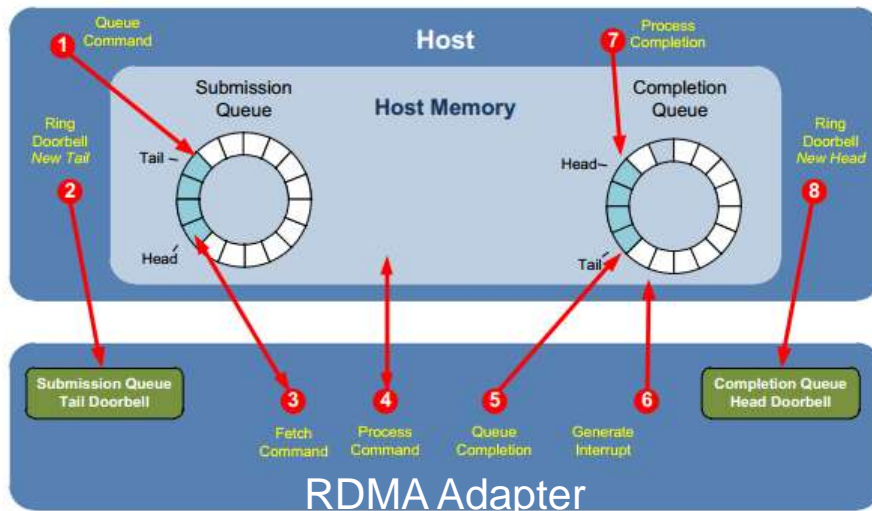 Queue
Command
1
Host
7
Process
Completion
Submission
Queue
Host Memory
Completion
Queue
Ring
Doorbell
New Tail
2
Tail
Head
Head
Tail
Ring
Doorbell
New Head
8
Submission Queue
Tail Doorbell
3
Fetch
Command
4
Process
Command
5
Queue
Completion
6
Generate
Interrupt
Completion Queue
Head Doorbell
RDMA Adapter